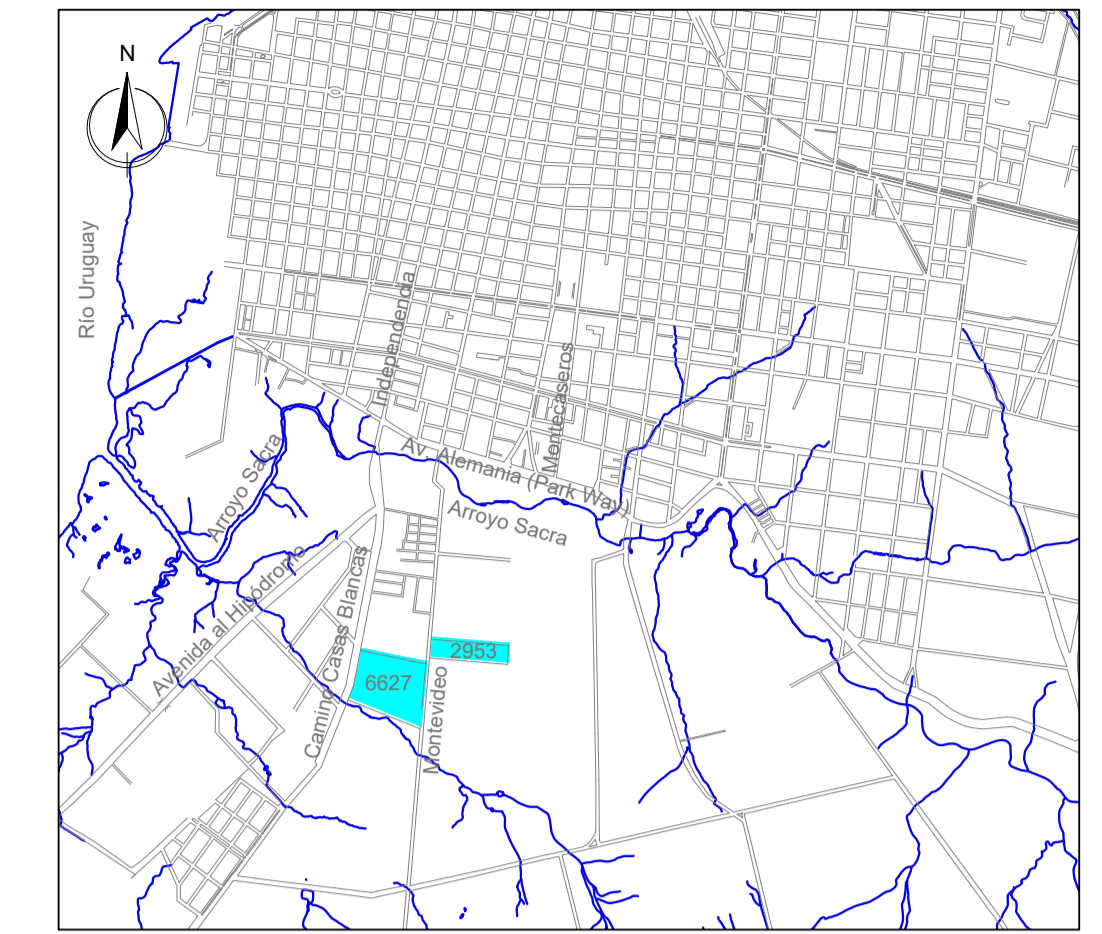 N
Río Uruguay
Independencia
Montecaseros
Av. Alemania (Park Way)
Arroyo Sacra
Arroyo Sacra
Avenida al Hipódromo
Camino Casas Blancas
2953
6627
Montevideo